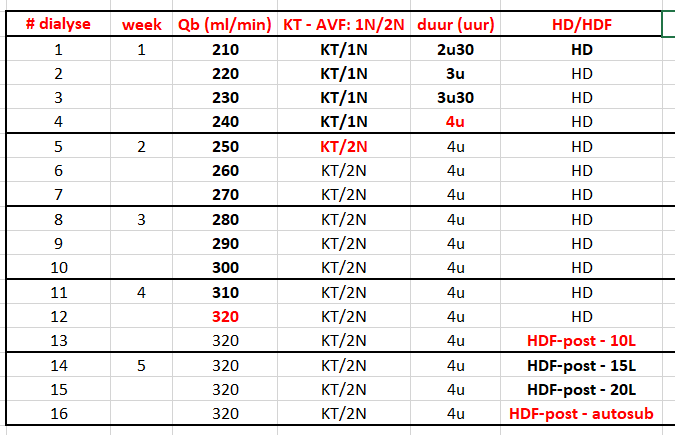 # dialyse week Qb (ml/min) KT - AVF: 1N/2N duur (uur) HD/HDF
1 1 210 KT/1N 2u30 HD
2 220 KT/1N 3u HD
3 230 KT/1N 3u30 HD
4 240 KT/1N 4u HD
5 2 250 KT/2N 4u HD
6 260 KT/2N 4u HD
7 270 KT/2N 4u HD
8 3 280 KT/2N 4u HD
9 290 KT/2N 4u HD
10 300 KT/2N 4u HD
11 4 310 KT/2N 4u HD
12 320 KT/2N 4u HD
13 320 KT/2N 4u HDF-post - 10L
14 5 320 KT/2N 4u HDF-post - 15L
15 320 KT/2N 4u HDF-post - 20L
16 320 KT/2N 4u HDF-post - autosub